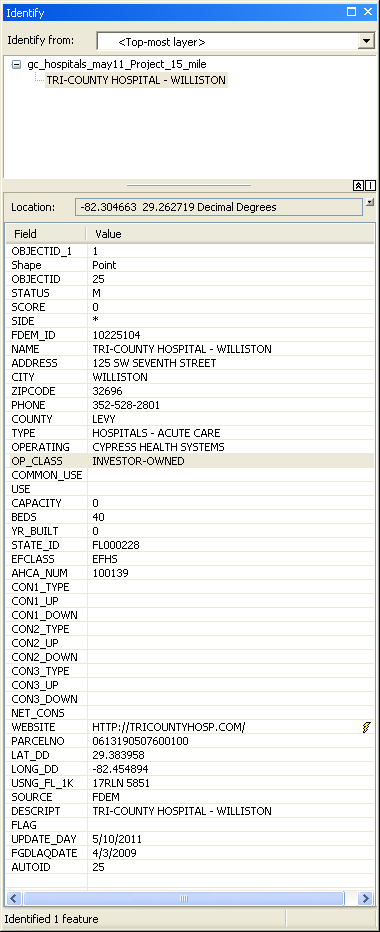 Identify
Identify from: <Top-most layer>
gc_hospitals_may11_Project_15_mile
TRI-COUNTY HOSPITAL - WILLISTON
Location: -82.304663 29.262719 Decimal Degrees
Field Value
OBJECTID_1 1
Shape Point
OBJECTID 25
STATUS M
SCORE 0
SIDE *
FDEM_ID 10225104
NAME TRI-COUNTY HOSPITAL - WILLISTON
ADDRESS 125 SW SEVENTH STREET
CITY WILLISTON
ZIPCODE 32696
PHONE 352-528-2801
COUNTY LEVY
TYPE HOSPITALS - ACUTE CARE
OPERATING CYPRESS HEALTH SYSTEMS
OP_CLASS INVESTOR-OWNED
COMMON_USE
USE
CAPACITY 0
BEDS 40
YR_BUILT 0
STATE_ID FL000228
EFCLASS EFHS
AHCA_NUM 100139
CON1_TYPE
CON1_UP
CON1_DOWN
CON2_TYPE
CON2_UP
CON2_DOWN
CON3_TYPE
CON3_UP
CON3_DOWN
NET_CONS
WEBSITE HTTP://TRICOUNTYHOSP.COM/
PARCELNO 0613190507600100
LAT_DD 29.383958
LONG_DD -82.454894
USNG_FL_1K 17RLN 5851
SOURCE FDEM
DESCRIPT TRI-COUNTY HOSPITAL - WILLISTON
FLAG
UPDATE_DAY 5/10/2011
FGDLAQDATE 4/3/2009
AUTOID 25
Identified 1 feature